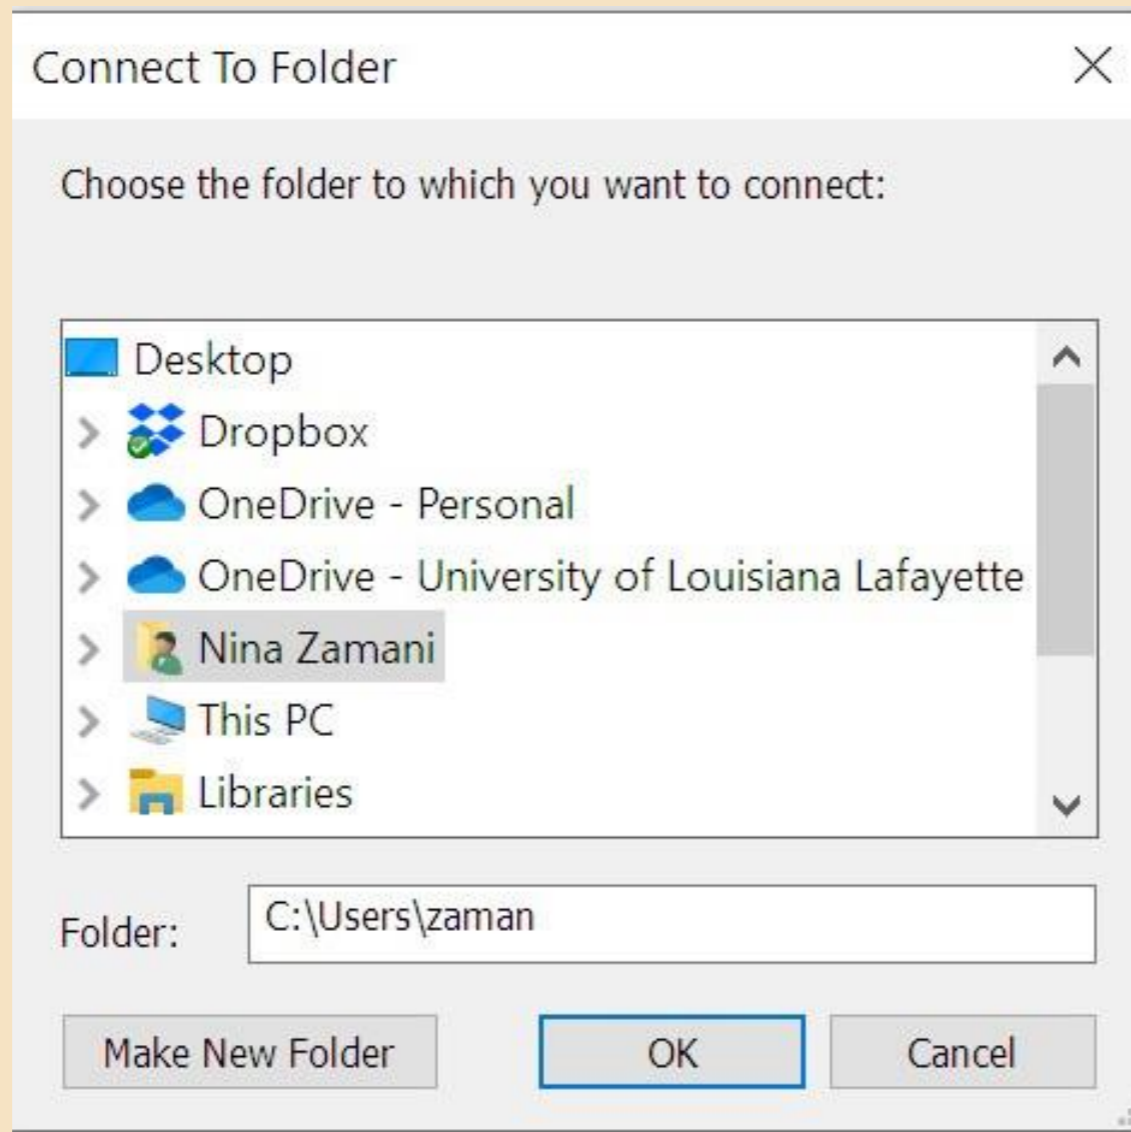 Connect To Folder
Choose the folder to which you want to connect:
Desktop
Dropbox
OneDrive - Personal
OneDrive - University of Louisiana Lafayette
Nina Zamani
This PC
Libraries
Folder: C:\Users\zaman
Make New Folder OK Cancel